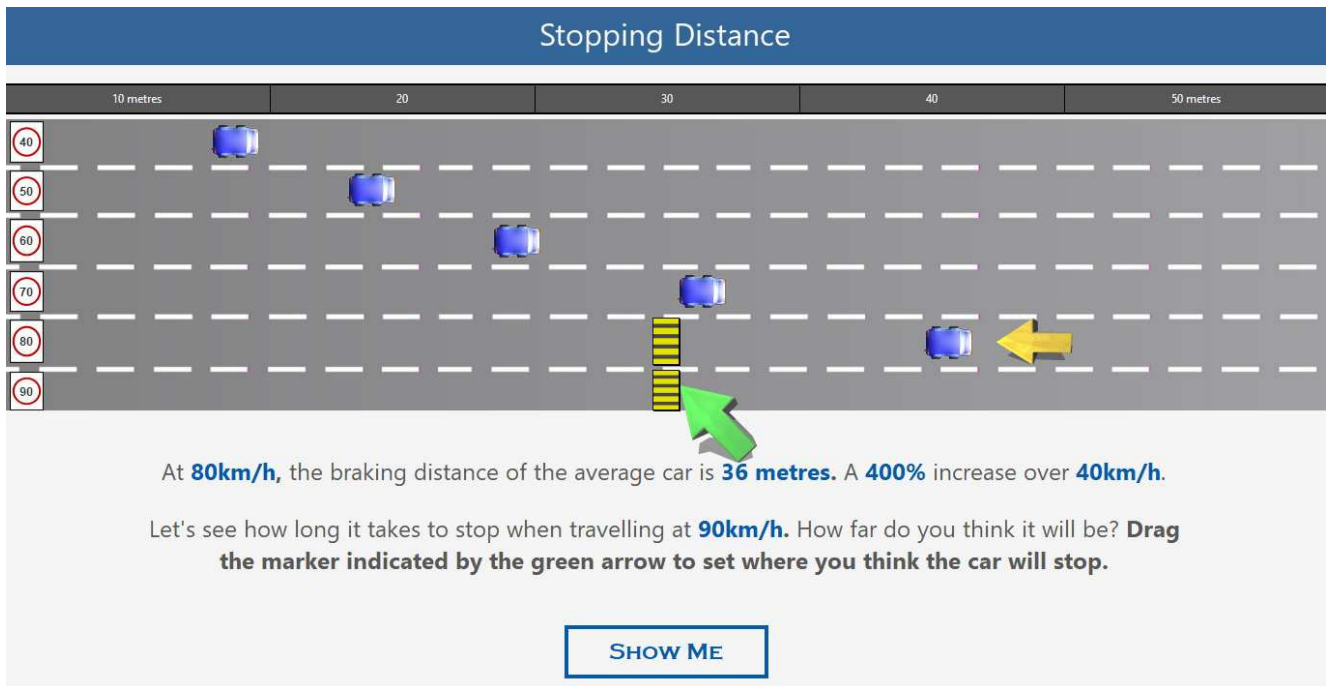 Stopping Distance
10 metres 20 30 40 50 metres
40
50
60
70
80
90
At 80km/h, the braking distance of the average car is 36 metres. A 400% increase over 40km/h.
Let's see how long it takes to stop when travelling at 90km/h. How far do you think it will be? Drag
the marker indicated by the green arrow to set where you think the car will stop.
SHOW ME